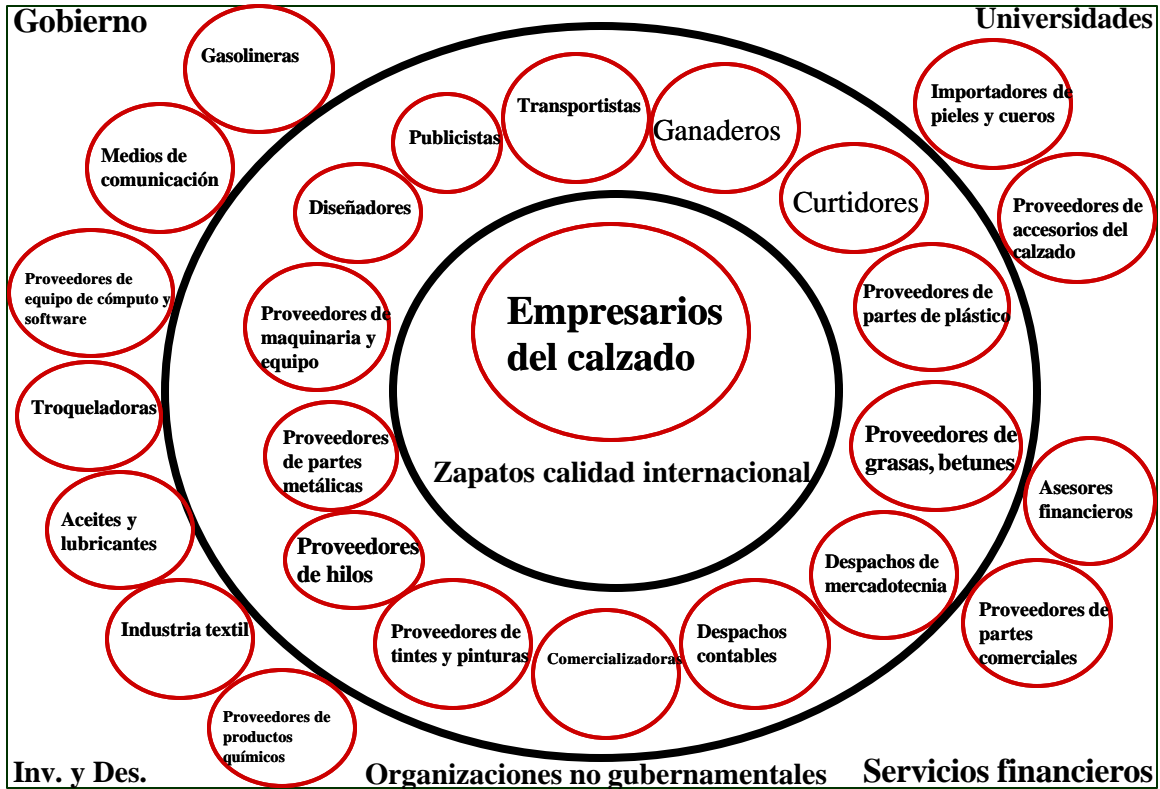 Gobierno
Universidades
Gasolineras
Importadores de
pieles y cueros
Transportistas
Ganaderos
Publicistas
Medios de
comunicación
Diseñadores
Curtidores
Proveedores de
accesorios del
calzado
Proveedores de
equipo de cómputo y
software
Proveedores de
maquinaria y
equipo
Empresarios
del calzado
Proveedores de
partes de plástico
Troqueladoras
Proveedores
de partes
metálicas
Zapatos calidad internacional
Proveedores de
grasas, betunes
Asesores
financieros
Aceites y
lubricantes
Proveedores
de hilos
Despachos de
mercadotecnia
Industria textil
Proveedores de
tintes y pinturas
Comercializadoras
Despachos
contables
Proveedores de
partes
comerciales
Proveedores de
productos
químicos
Inv. y Des.
Organizaciones no gubernamentales
Servicios financieros